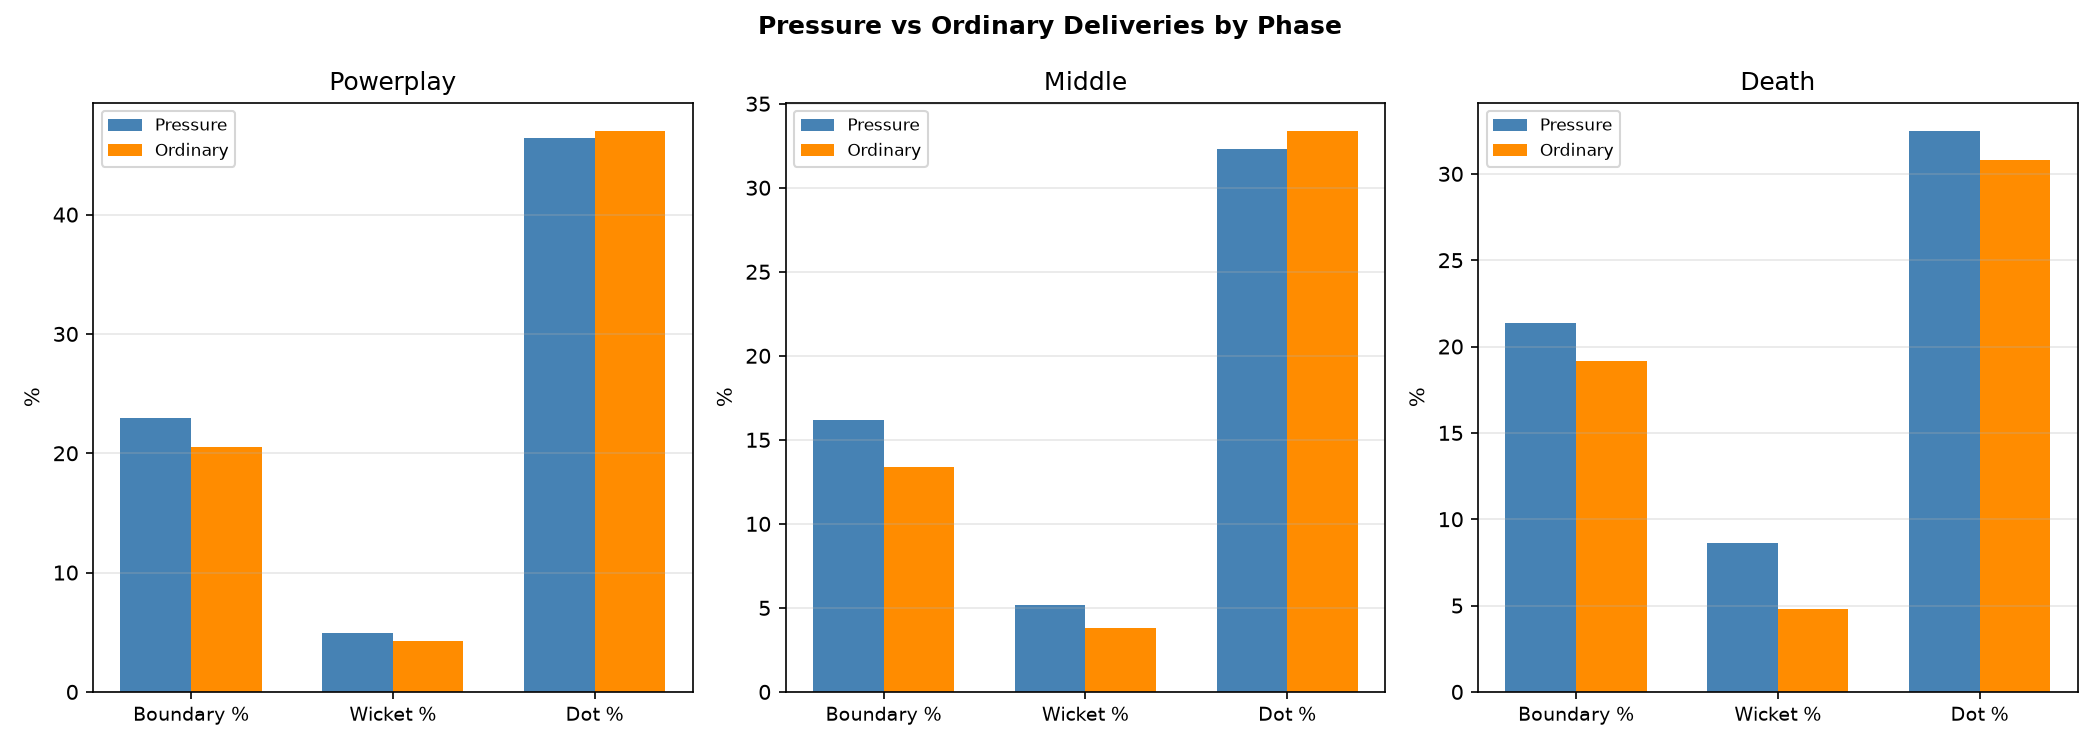 Pressure vs Ordinary Deliveries by Phase
Powerplay
Pressure
Ordinary
%
40
30
20
10
0
Boundary %
Wicket %
Dot %
Middle
Pressure
Ordinary
%
35
30
25
20
15
10
5
0
Boundary %
Wicket %
Dot %
Death
Pressure
Ordinary
%
30
25
20
15
10
5
0
Boundary %
Wicket %
Dot %